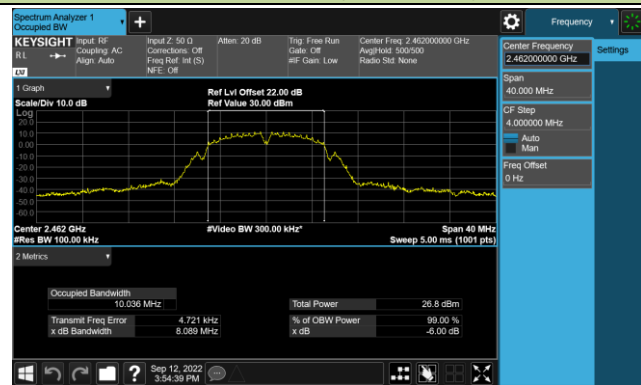 Spectrum Analyzer 1
Occupied BW
+
Frequency
KEYSIGHT
RL
LXI
Input: RF
Coupling: AC
Align: Auto
Input Z: 50 Ω
Corrections: Off
Freq Ref: Int (S)
NFE: Off
Atten: 20 dB
Trig: Free Run
Gate: Off
#IF Gain: Low
Center Freq: 2.462000000 GHz
Avg|Hold: 500/500
Radio Std: None
Center Frequency
2.462000000 GHz
Settings
Span
40.000 MHz
CF Step
4.000000 MHz
Auto
Man
Freq Offset
0 Hz
1 Graph
Scale/Div 10.0 dB
Ref Lvl Offset 22.00 dB
Ref Value 30.00 dBm
Log
20.0
10.0
0.00
-10.0
-20.0
-30.0
-40.0
-50.0
-60.0
Center 2.462 GHz
#Video BW 300.00 kHz*
Span 40 MHz
#Res BW 100.00 kHz
Sweep 5.00 ms (1001 pts)
2 Metrics
Occupied Bandwidth
10.036 MHz
Total Power 26.8 dBm
Transmit Freq Error 4.721 kHz
% of OBW Power 99.00 %
x dB Bandwidth 8.089 MHz
x dB -6.00 dB
?
Sep 12, 2022
3:54:39 PM